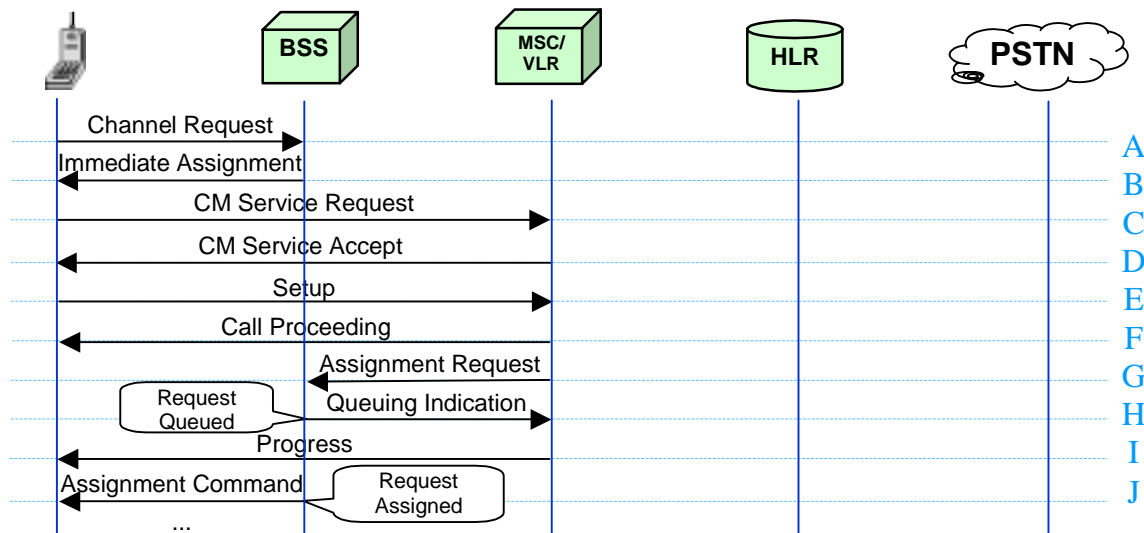 BSS
MSC/
VLR
HLR
PSTN
Channel Request
A
Immediate Assignment
B
CM Service Request
C
CM Service Accept
D
Setup
E
Call Proceeding
F
Assignment Request
G
Request
Queued
Queuing Indication
H
Progress
I
Assignment Command
Request
Assigned
J
...